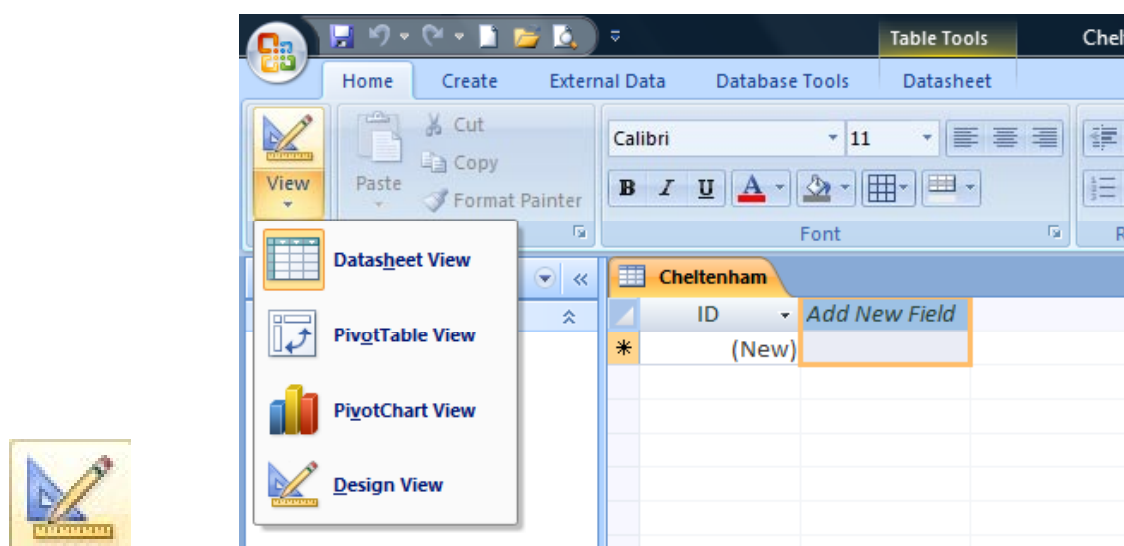 Table Tools Chel
Home Create External Data Database Tools Datasheet
Cut
Calibri 11
Copy
View Paste B I U A
Format Painter
Font R
Datasheet View
Cheltenham
ID Add New Field
(New)
PivotTable View
PivotChart View
Design View